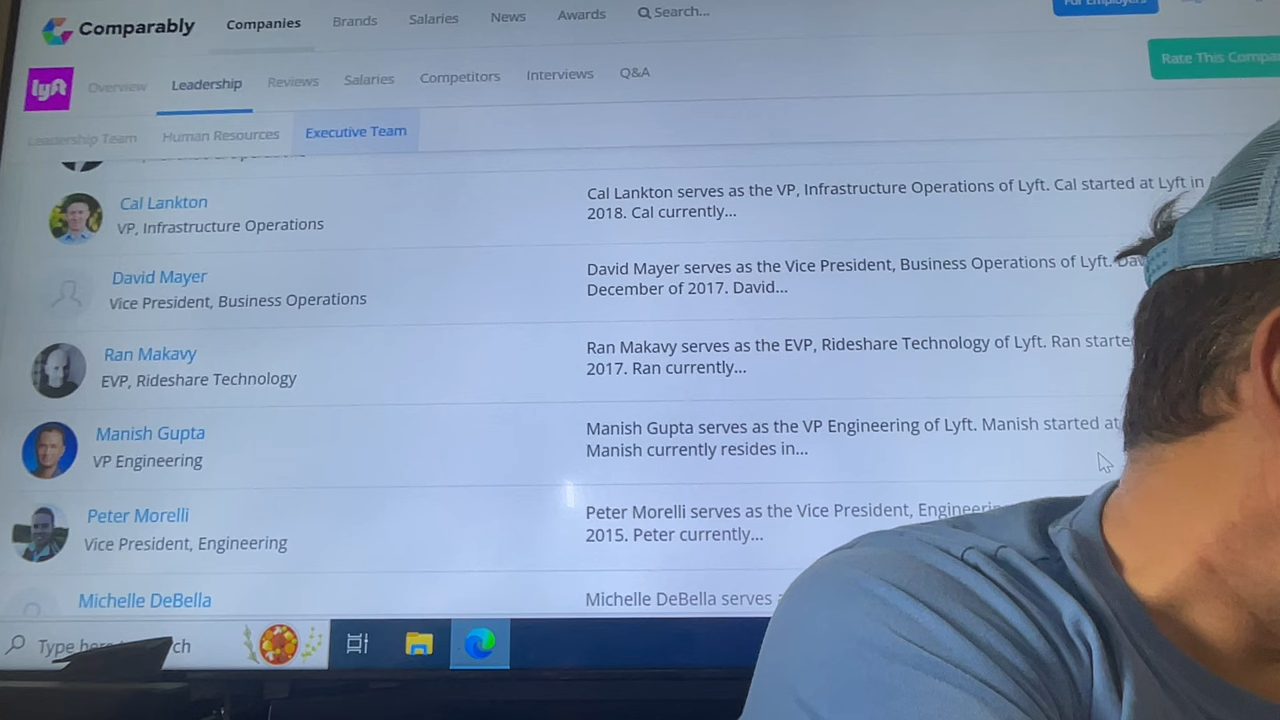 Comparably Companies Brands Salaries News Awards Search...
For Employers
lyft Overview Leadership Reviews Salaries Competitors Interviews Q&A
Rate This
Leadership Team Human Resources Executive Team
Cal Lankton
VP, Infrastructure Operations
Cal Lankton serves as the VP, Infrastructure Operations of Lyft. Cal started at Lyft in
2018. Cal currently...
David Mayer
Vice President, Business Operations
David Mayer serves as the Vice President, Business Operations of Lyft.
December of 2017. David...
Ran Makavy
EVP, Rideshare Technology
Ran Makavy serves as the EVP, Rideshare Technology of Lyft. Ran
2017. Ran currently...
Manish Gupta
VP Engineering
Manish Gupta serves as the VP Engineering of Lyft. Manish started at
Manish currently resides in...
Peter Morelli
Vice President, Engineering
Peter Morelli serves as the Vice President,
2015. Peter currently...
Michelle DeBella
Michelle DeBella serves
Type